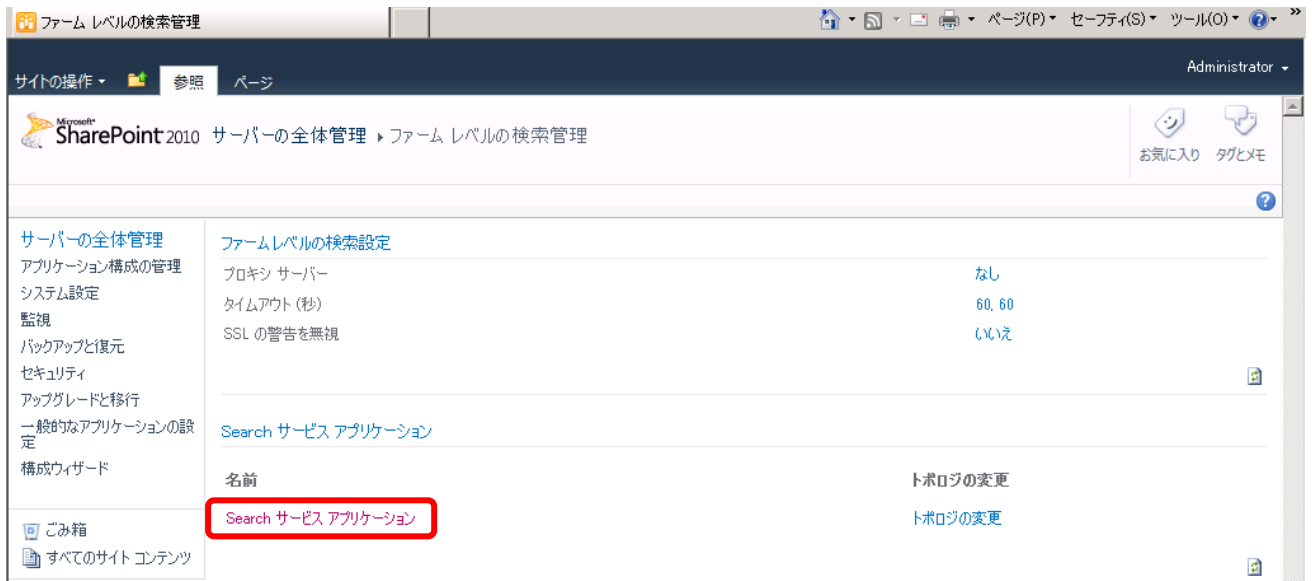 ファーム レベルの検索管理
ページ(P) セーフティ(S) ツール(O) »
Administrator
サイトの操作 参照 ページ
Microsoft SharePoint 2010 サーバーの全体管理 ファーム レベルの検索管理
お気に入り タグとメモ
サーバーの全体管理
アプリケーション構成の管理
システム設定
監視
バックアップと復元
セキュリティ
アップグレードと移行
一般的なアプリケーションの設
定
構成ウィザード
ごみ箱
すべてのサイト コンテンツ
ファームレベルの検索設定
プロキシ サーバー なし
タイムアウト (秒) 60, 60
SSL の警告を無視 いいえ
Search サービス アプリケーション
名前 トポロジの変更
Search サービス アプリケーション トポロジの変更